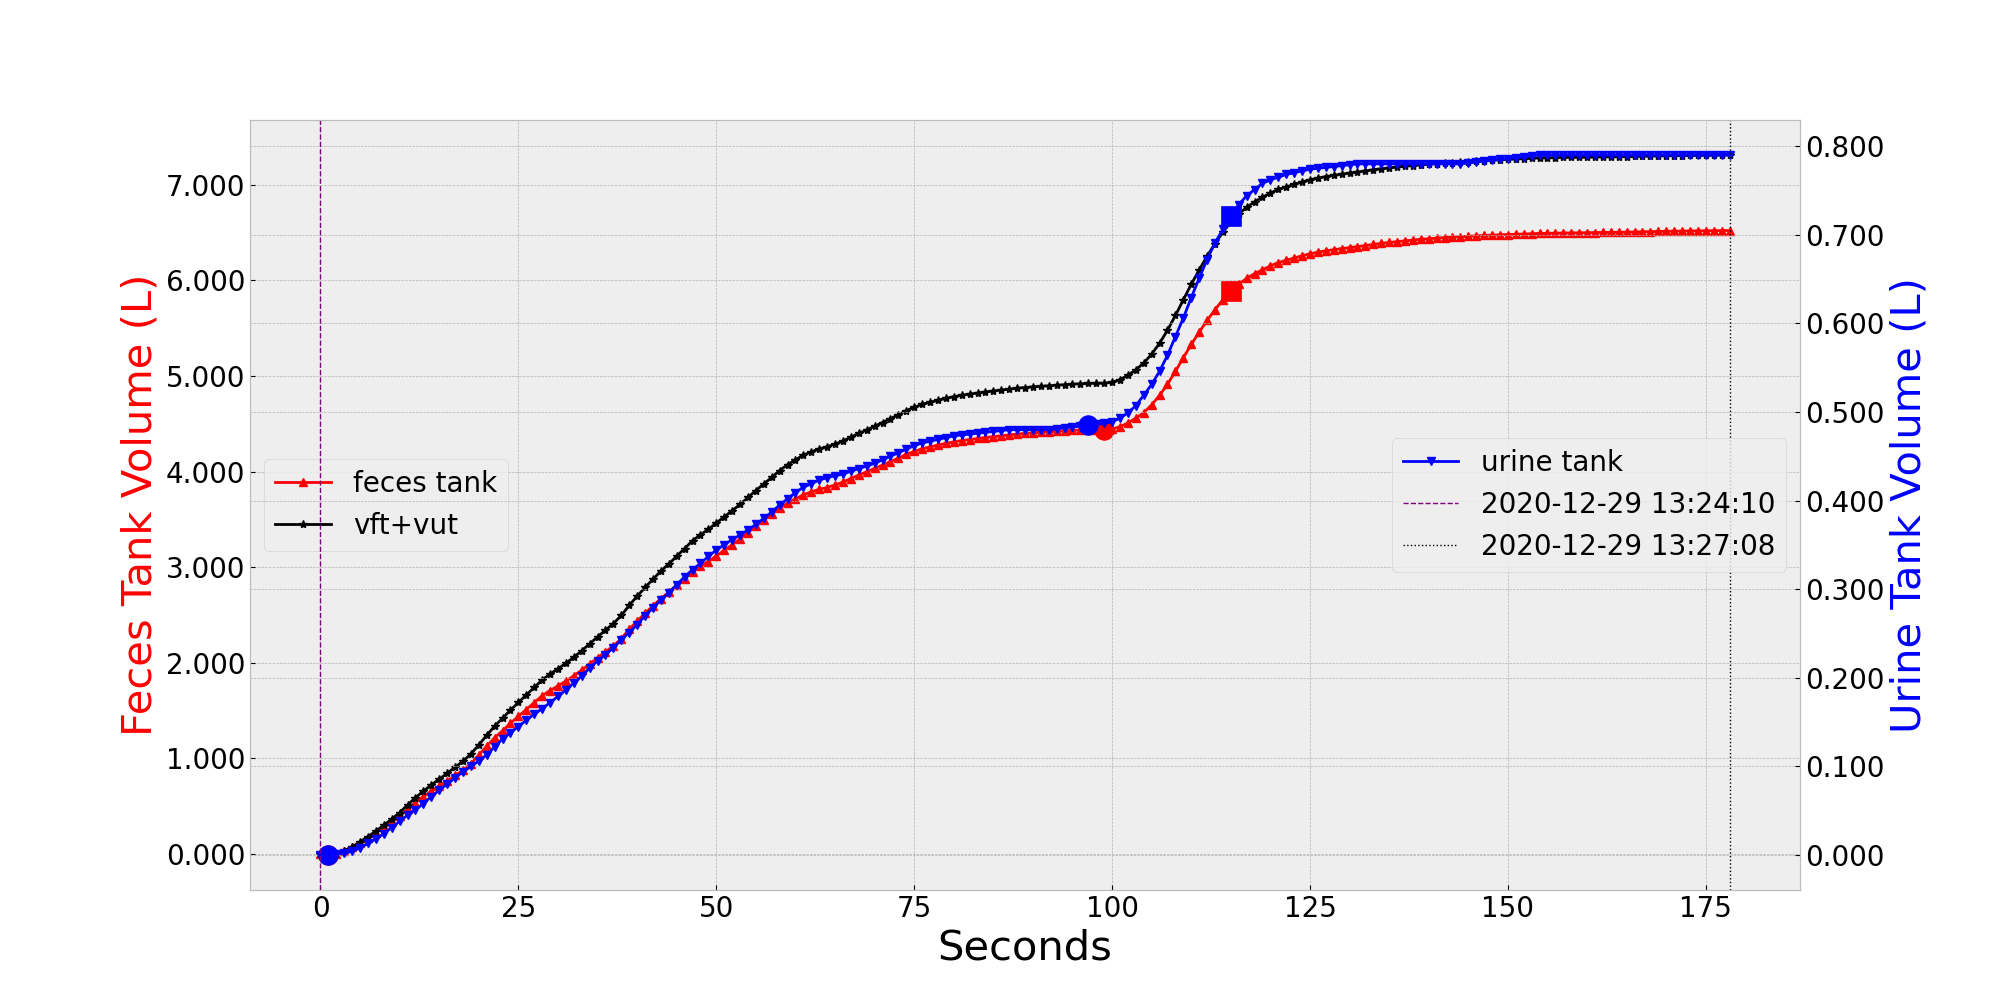 Feces Tank Volume (L)
7.000
6.000
5.000
4.000
3.000
2.000
1.000
0.000
feces tank
vft+vut
urine tank
2020-12-29 13:24:10
2020-12-29 13:27:08
0.800
0.700
0.600
0.500
0.400
0.300
0.200
0.100
0.000
Urine Tank Volume (L)
0 25 50 75 100 125 150 175
Seconds